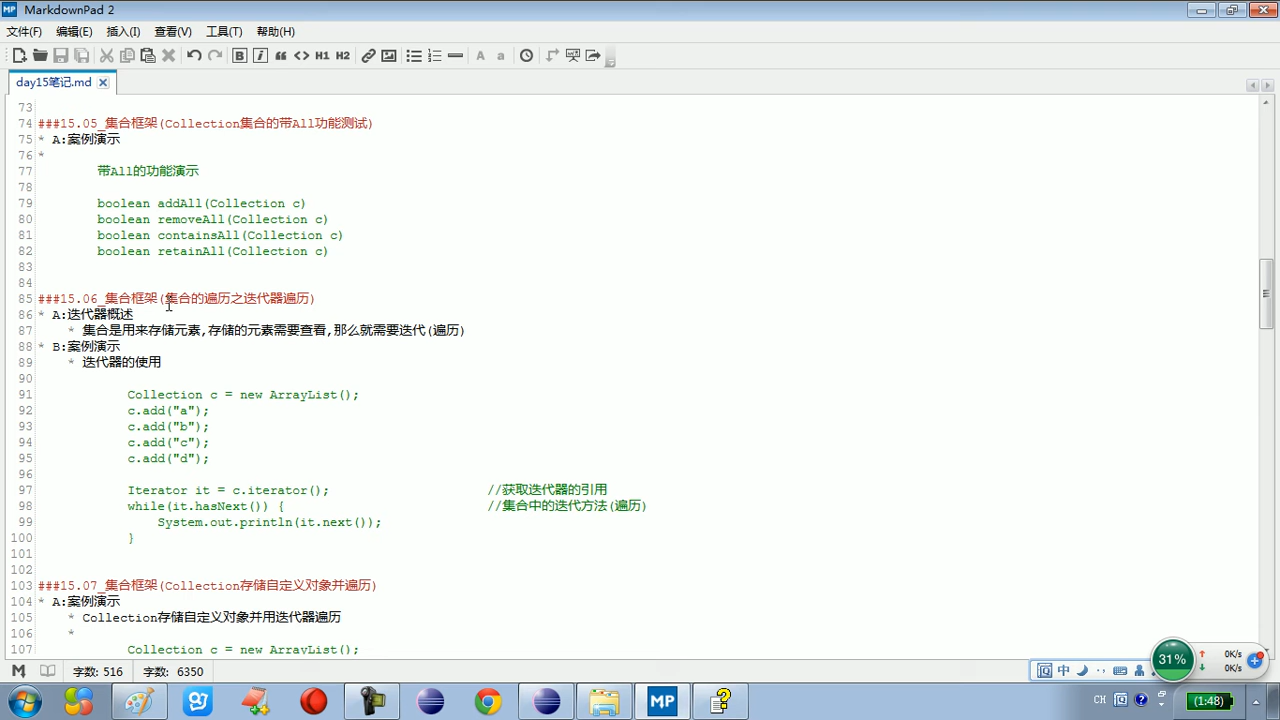 MarkdownPad 2
文件(F) 编辑(E) 插入(I) 查看(V) 工具(T) 帮助(H)
B i “ <> H1 H2 A a
day15笔记.md
73
74 ###15.05_集合框架(Collection集合的带All功能测试)
75 * A:案例演示
76 *
77 带All的功能演示
78
79 boolean addAll(Collection c)
80 boolean removeAll(Collection c)
81 boolean containsAll(Collection c)
82 boolean retainAll(Collection c)
83
84
85 ###15.06_集合框架(集合的遍历之迭代器遍历)
86 * A:迭代器概述
87 * 集合是用来存储元素,存储的元素需要查看,那么就需要迭代(遍历)
88 * B:案例演示
89 * 迭代器的使用
90
91 Collection c = new ArrayList();
92 c.add("a");
93 c.add("b");
94 c.add("c");
95 c.add("d");
96
97 Iterator it = c.iterator(); //获取迭代器的引用
98 while(it.hasNext()) { //集合中的迭代方法(遍历)
99 System.out.println(it.next());
100 }
101
102
103 ###15.07_集合框架(Collection存储自定义对象并遍历)
104 * A:案例演示
105 * Collection存储自定义对象并用迭代器遍历
106 *
107 Collection c = new ArrayList();
字数: 516 字数: 6350
中
31%
0K/s
0K/s
MP
CH
(1:48)